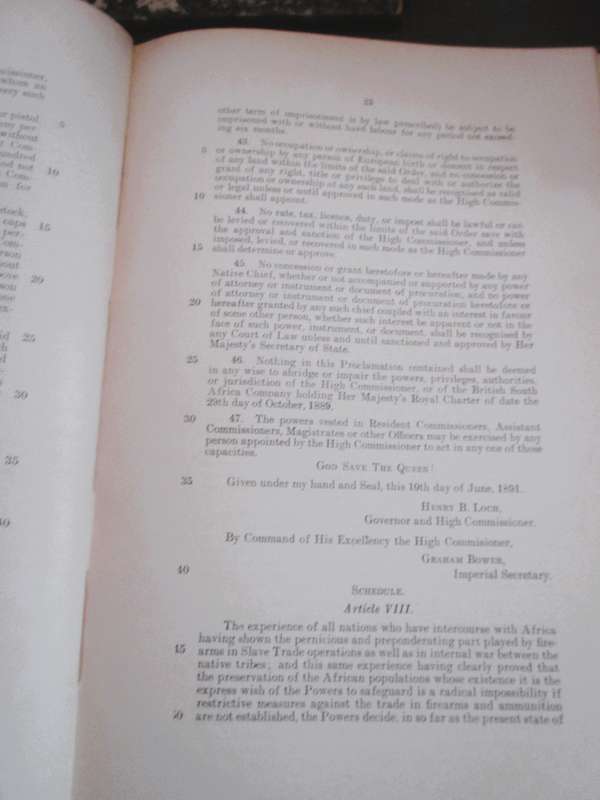 other term of imprisonment is by law prescribed) be subject to be
imprisoned with or without hard labour for any period not exceed-
ing six months.
43. No occupation or ownership, or claims of right to occupation
5 or ownership by any person of European birth or descent in respect
of any land within the limits of the said Order, and no concession or
grant of any right, title or privilege to deal with or authorize the
occupation or ownership of any such land, shall be recognised as valid
or legal unless or until approved in such mode as the High Commis-
10 sioner shall appoint.
44. No rate, tax, licence, duty, or impost shall be lawful or can
be levied or recovered within the limits of the said Order save with
the approval and sanction of the High Commissioner, and unless
imposed, levied, or recovered in such mode as the High Commissioner
15 shall determine or approve.
45. No concession or grant heretofore or hereafter made by any
Native Chief, whether or not accompanied or supported by any power
of attorney or instrument or document of procuration, and no power
of attorney or instrument or document of procuration heretofore or
20 hereafter granted by any such chief coupled with an interest in favour
of some other person, whether such interest be apparent or not in the
face of such power, instrument, or document, shall be recognised by
any Court of Law unless and until sanctioned and approved by Her
Majesty's Secretary of State.
25 46. Nothing in this Proclamation contained shall be deemed
in any wise to abridge or impair the powers, privileges, authorities,
or jurisdiction of the High Commissioner, or of the British South
Africa Company holding Her Majesty's Royal Charter of date the
29th day of October, 1889.
30 47. The powers vested in Resident Commissioners, Assistant
Commissioners, Magistrates or other Officers may be exercised by any
person appointed by the High Commissioner to act in any one of those
capacities.
GOD SAVE THE QUEEN!
35 Given under my hand and Seal, this 10th day of June, 1891.
HENRY B. LOCH,
Governor and High Commissioner.
By Command of His Excellency the High Commisioner,
GRAHAM BOWER,
40 Imperial Secretary.
SCHEDULE.
Article VIII.
The experience of all nations who have intercourse with Africa
having shown the pernicious and preponderating part played by fire-
45 arms in Slave Trade operations as well as in internal war between the
native tribes; and this same experience having clearly proved that
the preservation of the African populations whose existence it is the
express wish of the Powers to safeguard is a radical impossibility if
restrictive measures against the trade in firearms and ammunition
50 are not established, the Powers decide, in so far as the present state of